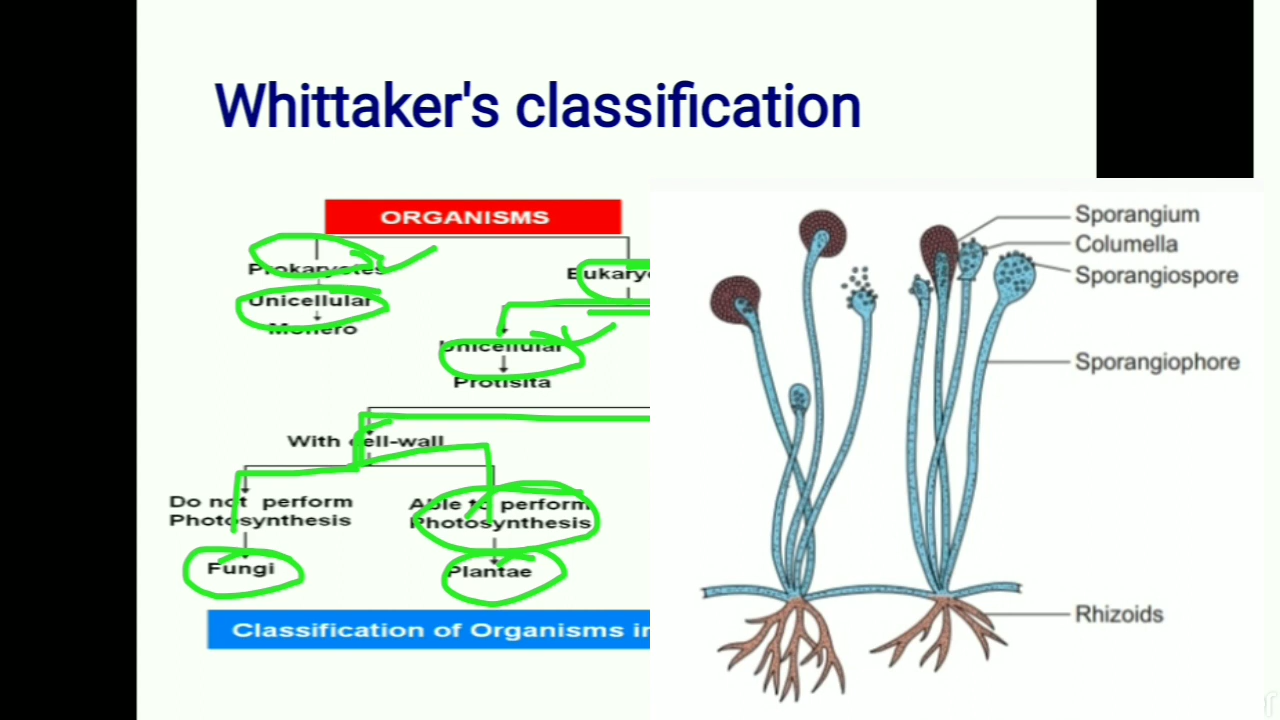 Whittaker's classification
ORGANISMS
Prokaryotes
Eukaryo
Unicellular
Monero
Unicellular
Protisita
With cell-wall
Do not perform
Photosynthesis
Able to perform
Photosynthesis
Fungi
Plantae
Classification of Organisms in
Sporangium
Columella
Sporangiospore
Sporangiophore
Rhizoids